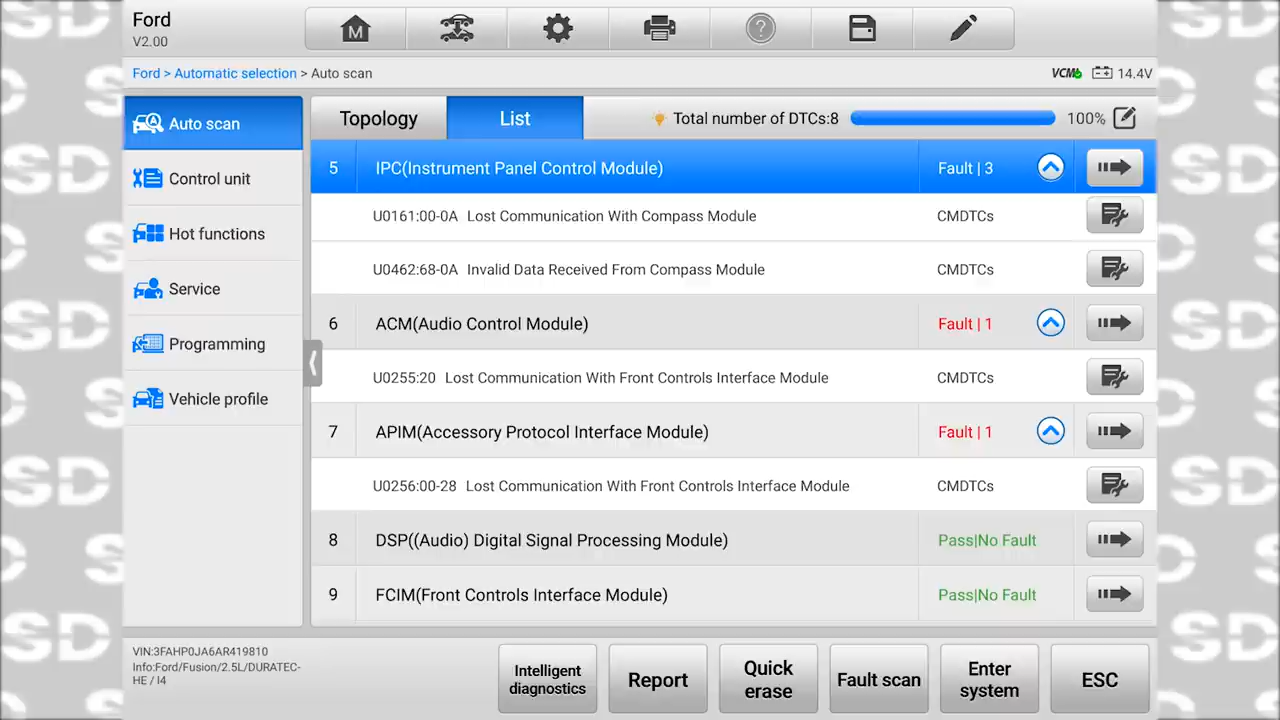 Ford
V2.00
M
?
Ford > Automatic selection > Auto scan
VCMI 14.4V
Auto scan
Control unit
Hot functions
Service
Programming
Vehicle profile
Topology List Total number of DTCs:8 100%
5 IPC(Instrument Panel Control Module) Fault | 3
U0161:00-0A Lost Communication With Compass Module CMDTCs
U0462:68-0A Invalid Data Received From Compass Module CMDTCs
6 ACM(Audio Control Module) Fault | 1
U0255:20 Lost Communication With Front Controls Interface Module CMDTCs
7 APIM(Accessory Protocol Interface Module) Fault | 1
U0256:00-28 Lost Communication With Front Controls Interface Module CMDTCs
8 DSP((Audio) Digital Signal Processing Module) Pass|No Fault
9 FCIM(Front Controls Interface Module) Pass|No Fault
VIN:3FAHP0JA6AR419810
Info:Ford/Fusion/2.5L/DURATEC-
HE / I4
Intelligent
diagnostics
Report
Quick
erase
Fault scan
Enter
system
ESC